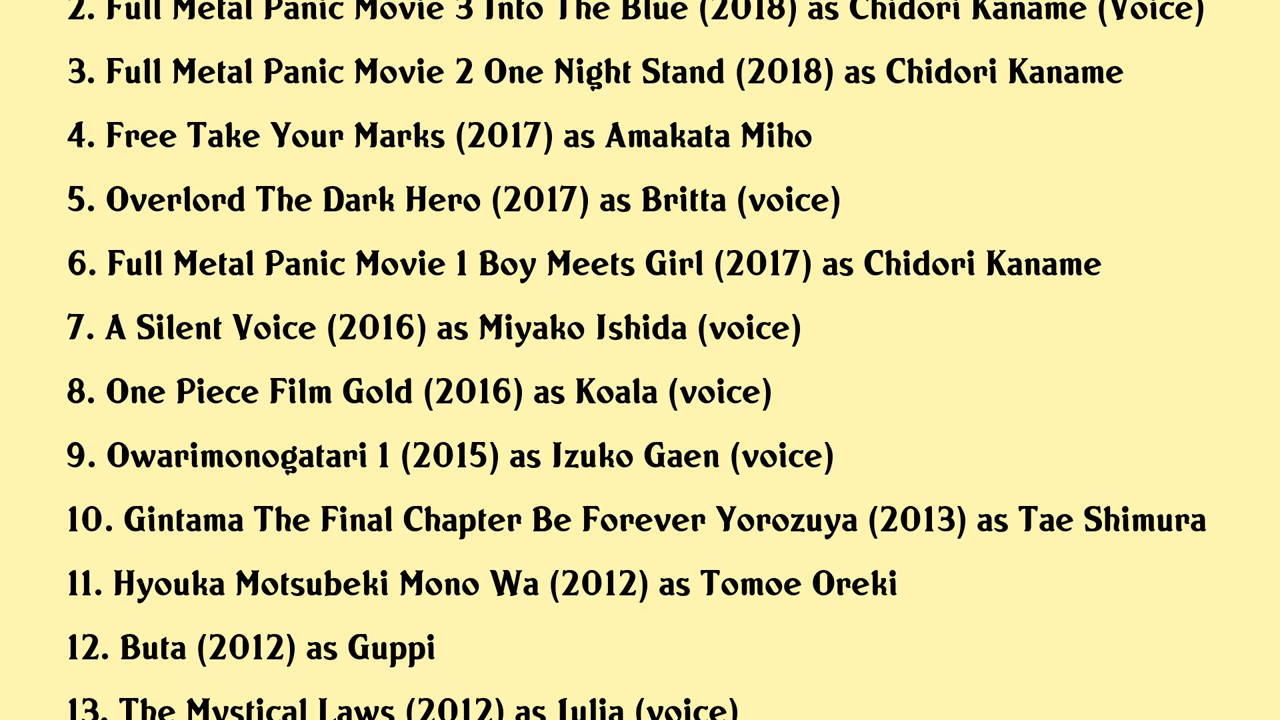 2. Full Metal Panic Movie 3 Into The Blue (2018) as Chidori Kaname (Voice)
3. Full Metal Panic Movie 2 One Night Stand (2018) as Chidori Kaname
4. Free Take Your Marks (2017) as Amakata Miho
5. Overlord The Dark Hero (2017) as Britta (voice)
6. Full Metal Panic Movie 1 Boy Meets Girl (2017) as Chidori Kaname
7. A Silent Voice (2016) as Miyako Ishida (voice)
8. One Piece Film Gold (2016) as Koala (voice)
9. Owarimonogatari 1 (2015) as Izuko Gaen (voice)
10. Gintama The Final Chapter Be Forever Yorozuya (2013) as Tae Shimura
11. Hyouka Motsubeki Mono Wa (2012) as Tomoe Oreki
12. Buta (2012) as Guppi
13. The Mystical Laws (2012) as Julia (voice)